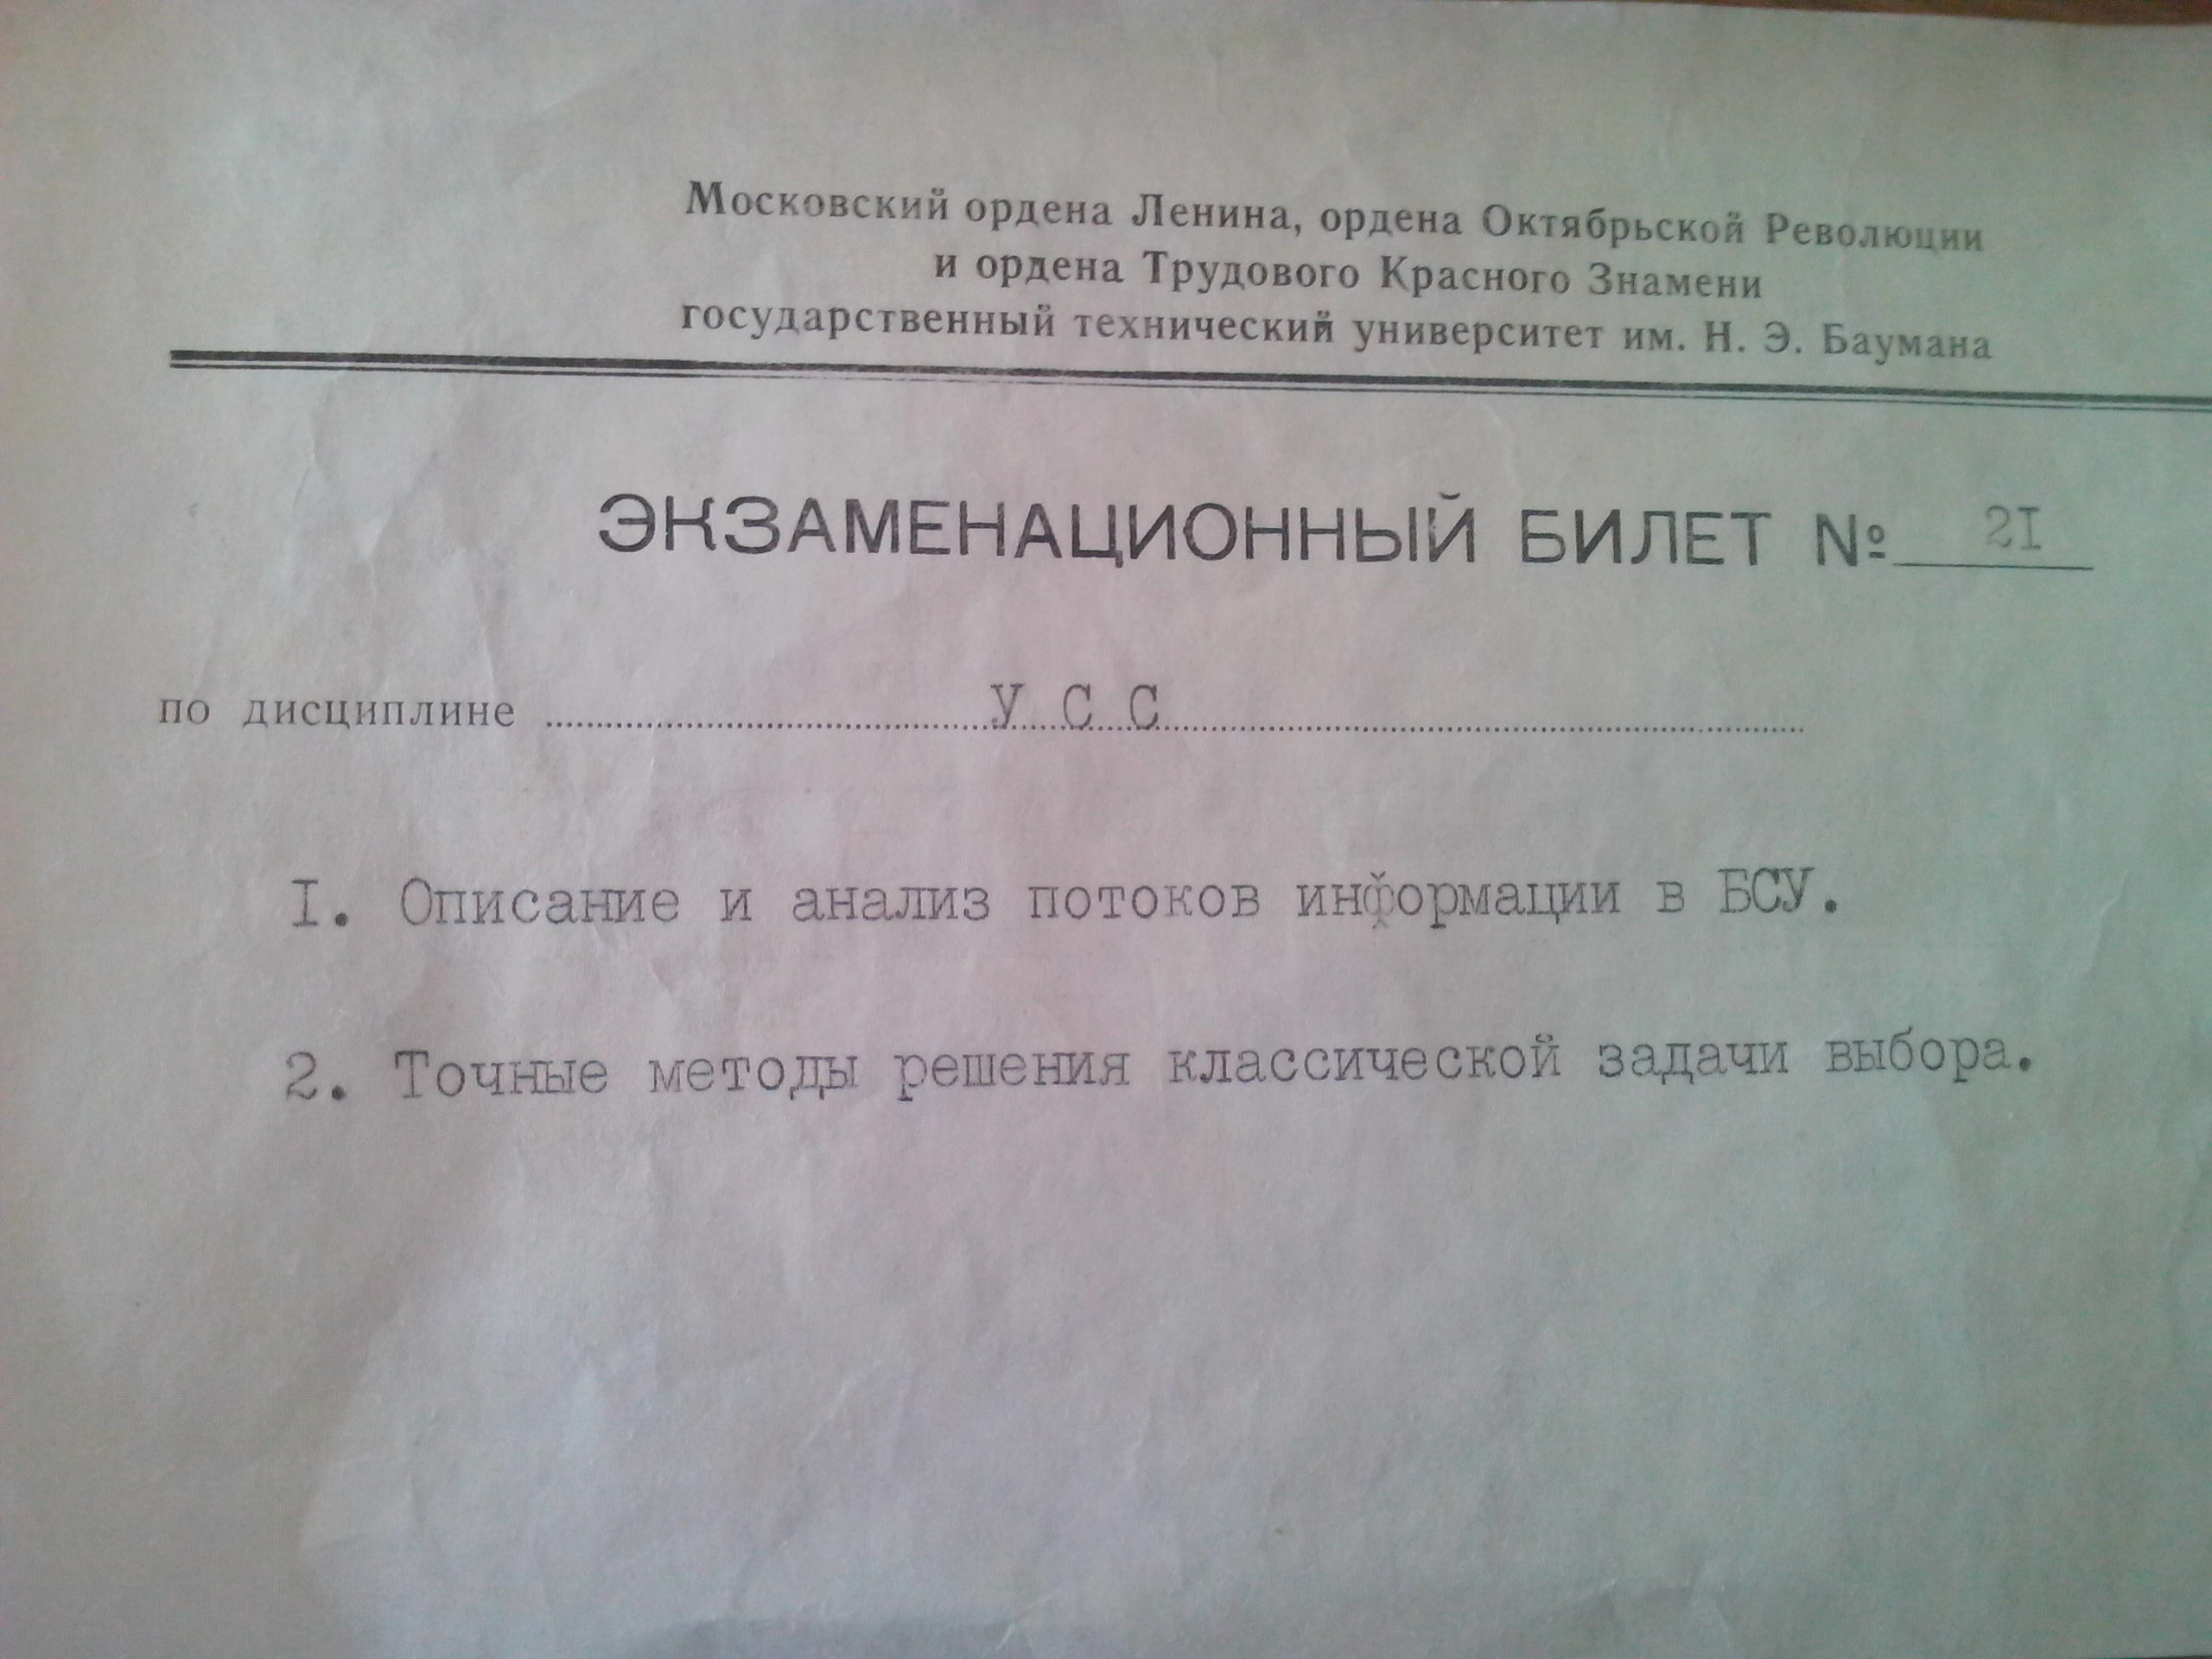 Московский ордена Ленина, ордена Октябрьской Революции
и ордена Трудового Красного Знамени
государственный технический университет им. Н. Э. Баумана
ЭКЗАМЕНАЦИОННЫЙ БИЛЕТ № 2I
по дисциплине У С С
I. Описание и анализ потоков информации в БСУ.
2. Точные методы решения классической задачи выбора.